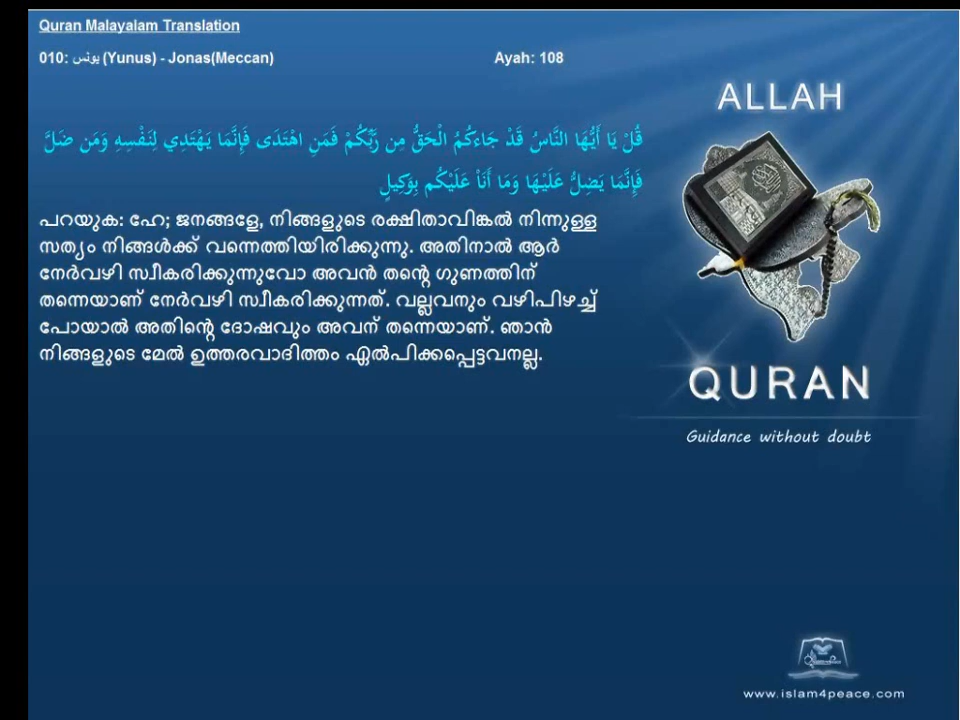 Quran Malayalam Translation
010: يونس (Yunus) - Jonas(Meccan)
Ayah: 108
قُلْ يَا أَيُّهَا النَّاسُ قَدْ جَاءكُمُ الْحَقُّ مِن رَّبِّكُمْ فَمَنِ اهْتَدَى فَإِنَّمَا يَهْتَدِي لِنَفْسِهِ وَمَن ضَلَّ
فَإِنَّمَا يَضِلُّ عَلَيْهَا وَمَا أَنَاْ عَلَيْكُم بِوَكِيلٍ
പറയുക: ഹേ; ജനങ്ങളേ, നിങ്ങളുടെ രക്ഷിതാവിങ്കല്‍ നിന്നുള്ള
സത്യം നിങ്ങള്‍ക്ക് വന്നെത്തിയിരിക്കുന്നു. അതിനാല്‍ ആര്‍
നേര്‍വഴി സ്വീകരിക്കുന്നുവോ അവന്‍ തന്റെ ഗുണത്തിന്
തന്നെയാണ് നേര്‍വഴി സ്വീകരിക്കുന്നത്. വല്ലവനും വഴിപിഴച്ച്
പോയാല്‍ അതിന്റെ ദോഷവും അവന് തന്നെയാണ്. ഞാന്‍
നിങ്ങളുടെ മേല്‍ ഉത്തരവാദിത്തം ഏല്‍പിക്കപ്പെട്ടവനല്ല.
ALLAH
QURAN
Guidance without doubt
www.islam4peace.com